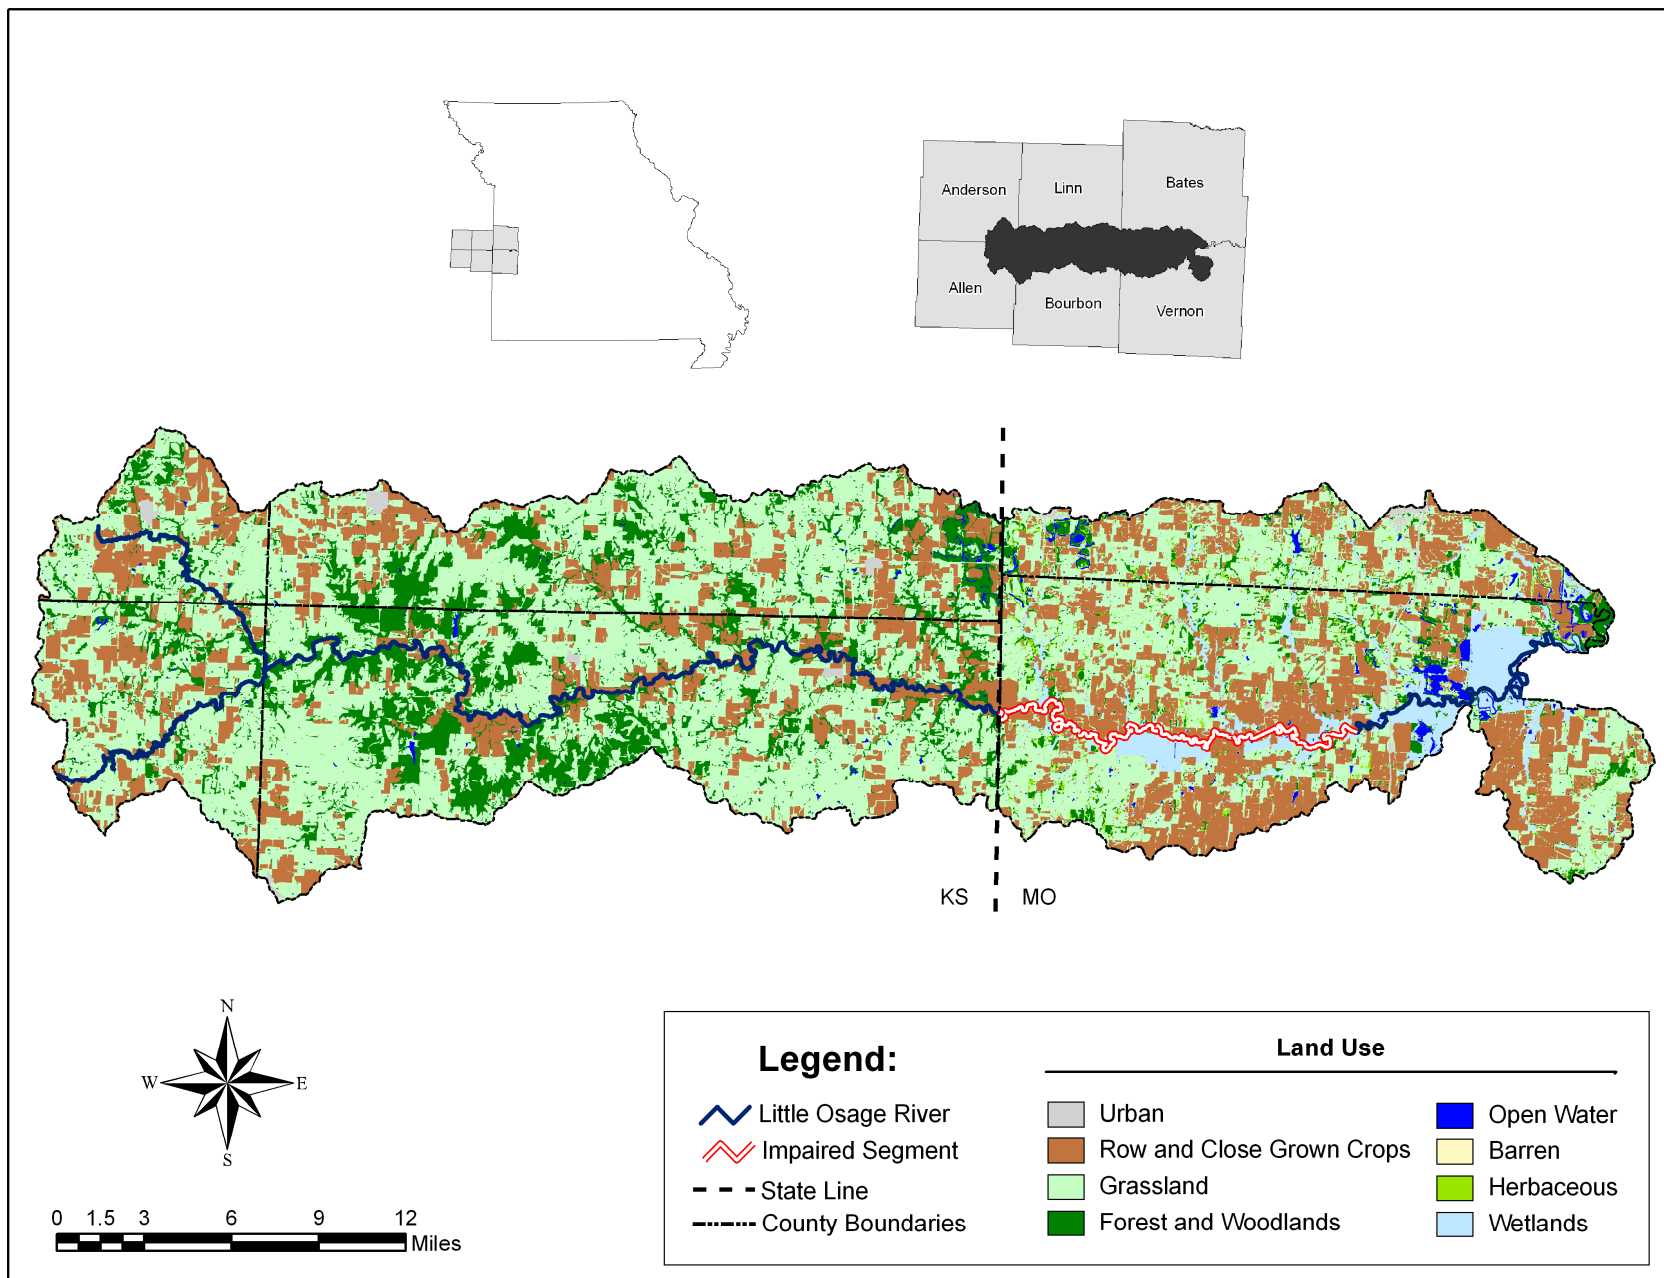 Anderson
Linn
Bates
Allen
Bourbon
Vernon
KS MO
N
W E
S
0 1.5 3 6 9 12
Miles
Legend:
Little Osage River
Impaired Segment
State Line
County Boundaries
Land Use
Urban
Row and Close Grown Crops
Grassland
Forest and Woodlands
Open Water
Barren
Herbaceous
Wetlands